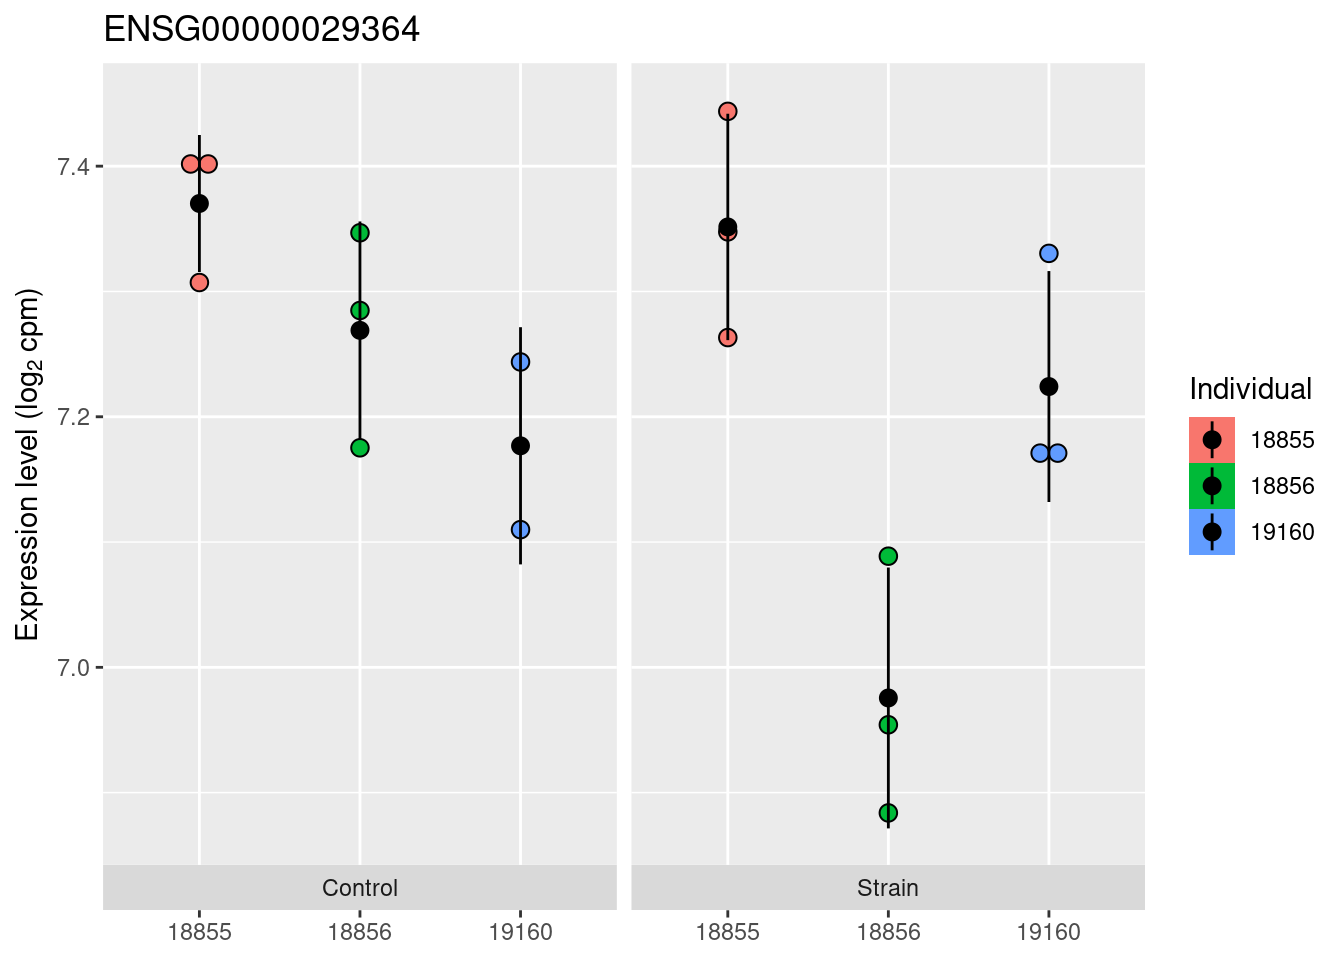 ENSG00000029364
Expression level (log₂ cpm)
7.4
7.2
7.0
Control
Strain
18855
18856
19160
18855
18856
19160
Individual
18855
18856
19160